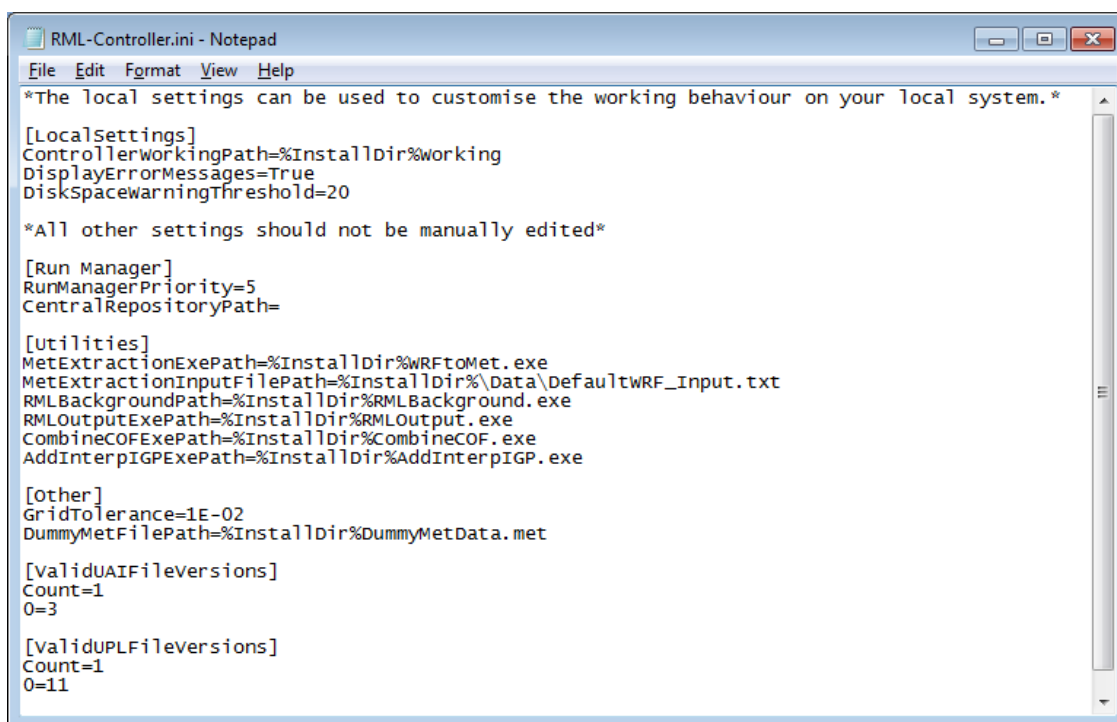 RML-Controller.ini - Notepad
File Edit Format View Help
*The local settings can be used to customise the working behaviour on your local system.*
[LocalSettings]
ControllerWorkingPath=%InstallDir%Working
DisplayErrorMessages=True
DiskSpaceWarningThreshold=20
*All other settings should not be manually edited*
[Run Manager]
RunManagerPriority=5
CentralRepositoryPath=
[Utilities]
MetExtractionExePath=%InstallDir%WRFtoMet.exe
MetExtractionInputFilePath=%InstallDir%\Data\DefaultWRF_Input.txt
RMLBackgroundPath=%InstallDir%RMLBackground.exe
RMLOutputExePath=%InstallDir%RMLOutput.exe
CombineCOFExePath=%InstallDir%CombineCOF.exe
AddInterpIGPExePath=%InstallDir%AddInterpIGP.exe
[Other]
GridTolerance=1E-02
DummyMetFilePath=%InstallDir%DummyMetData.met
[ValidUAIFileVersions]
Count=1
0=3
[ValidUPLFileVersions]
Count=1
0=11